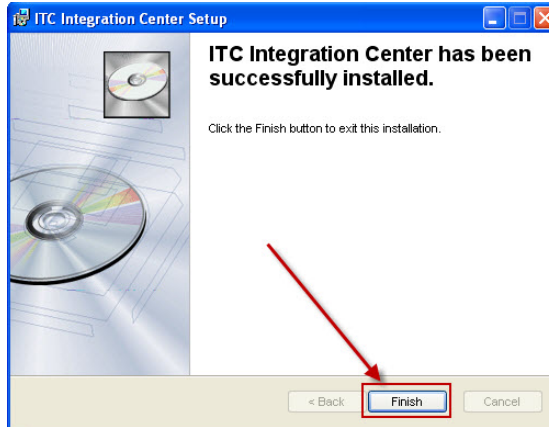 ITC Integration Center Setup
ITC Integration Center has been
successfully installed.
Click the Finish button to exit this installation.
< Back
Finish
Cancel